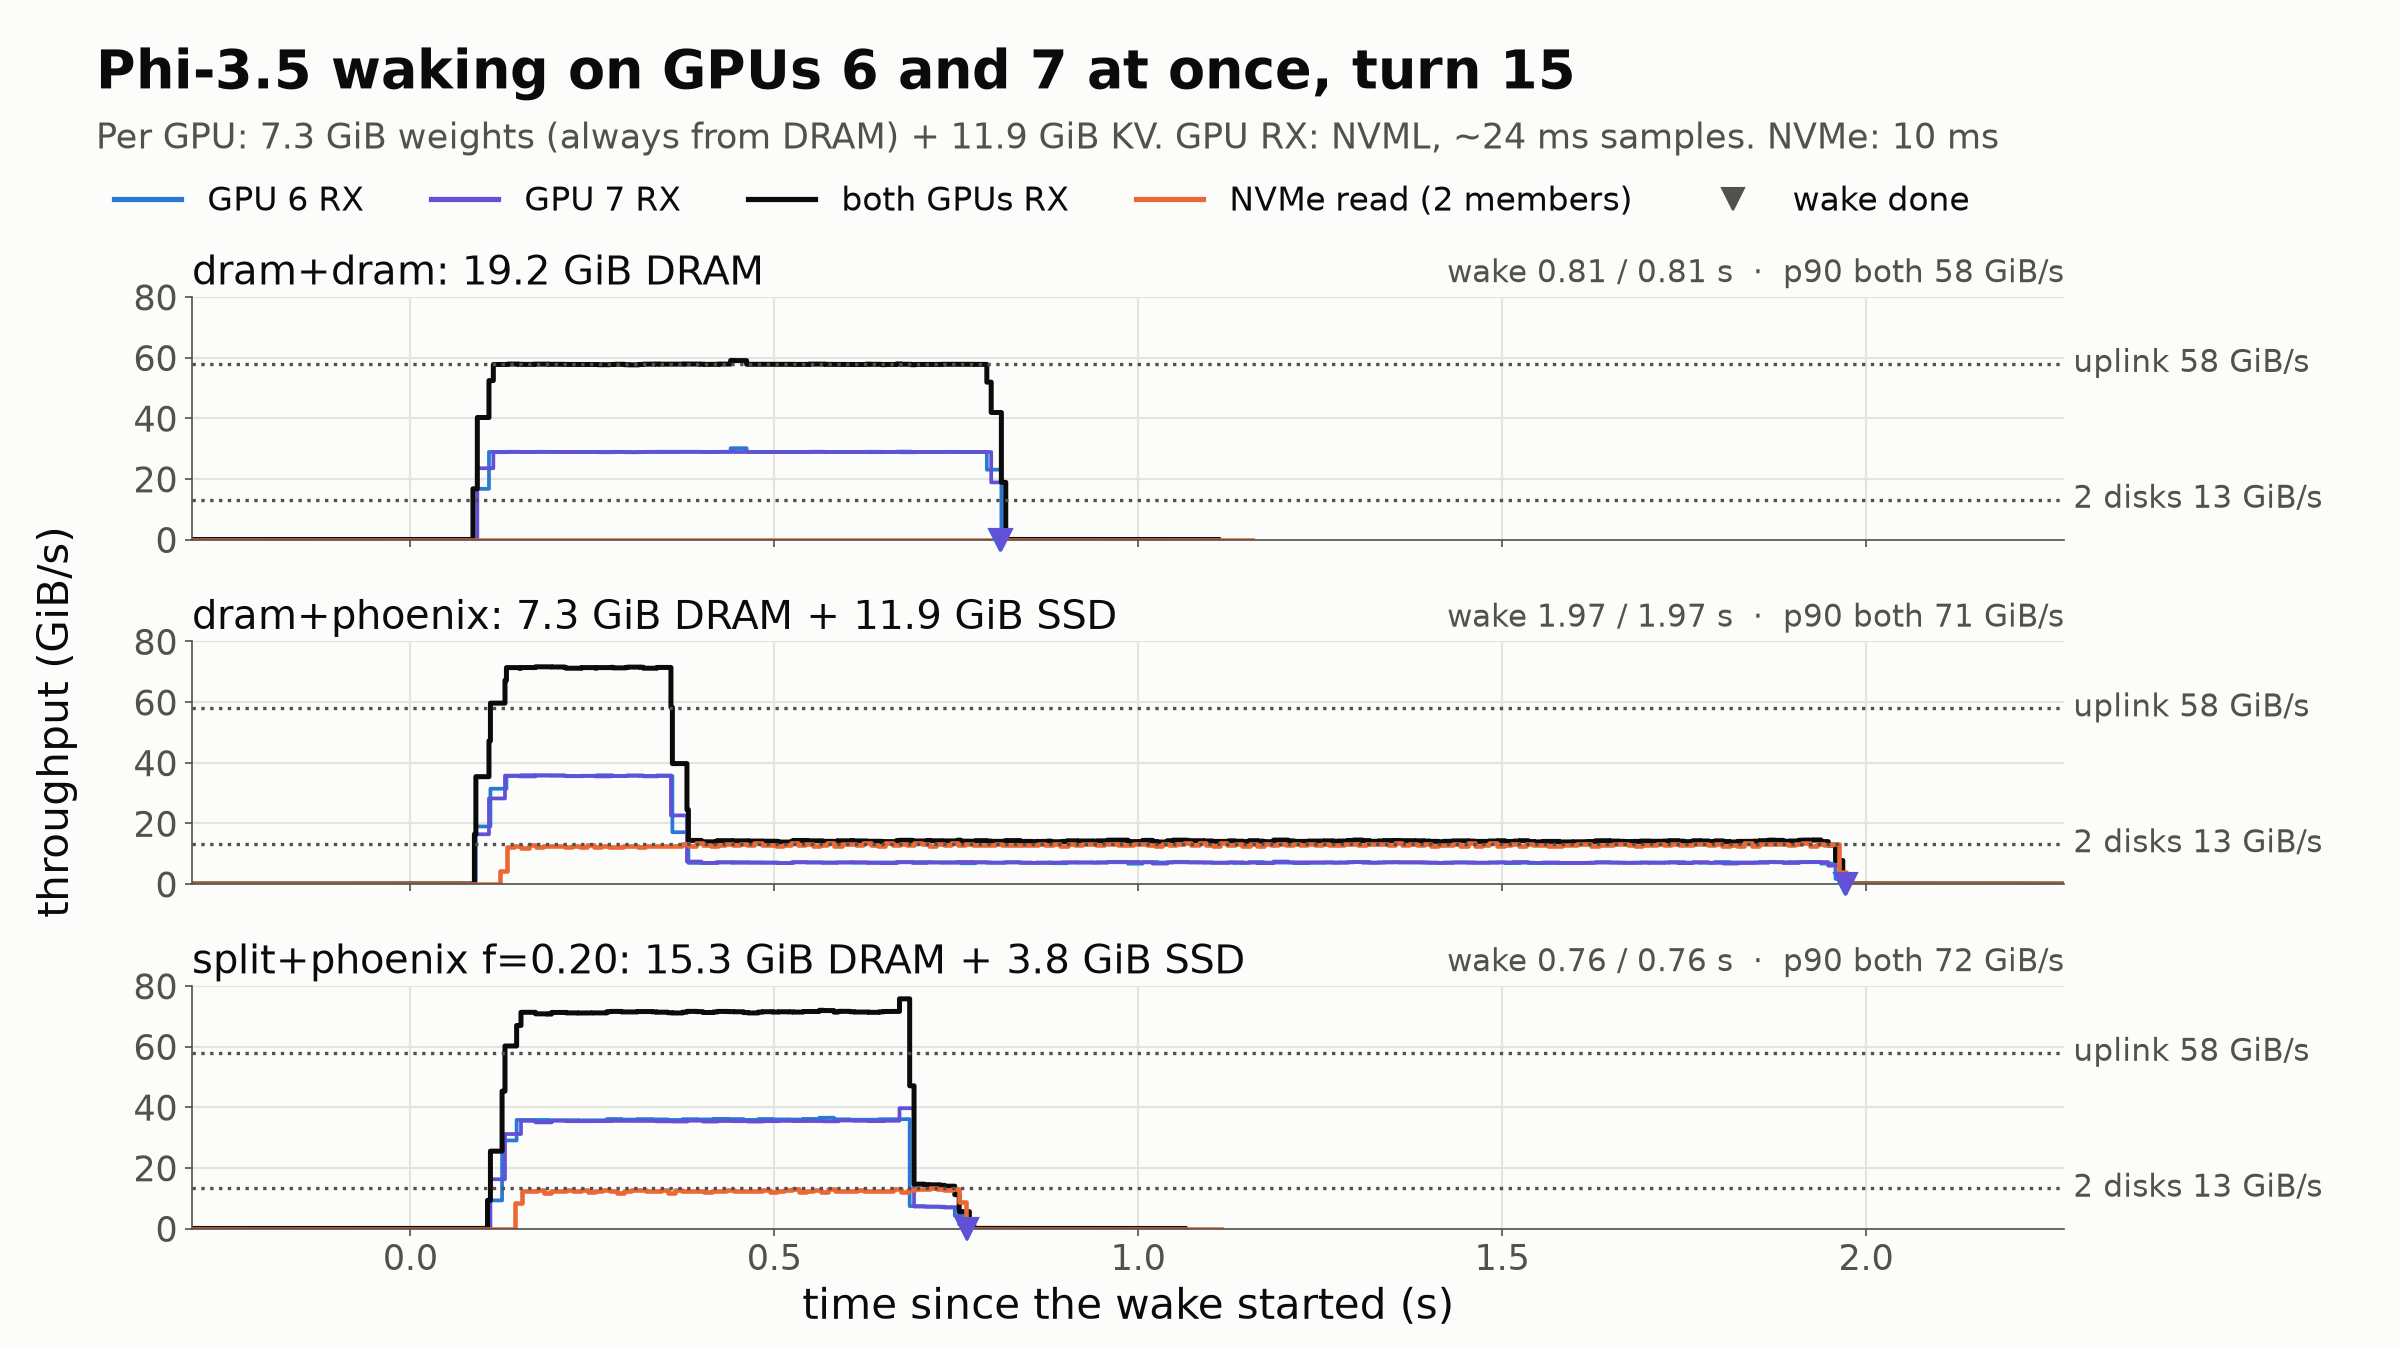 Phi-3.5 waking on GPUs 6 and 7 at once, turn 15
Per GPU: 7.3 GiB weights (always from DRAM) + 11.9 GiB KV. GPU RX: NVML, ~24 ms samples. NVMe: 10 ms
GPU 6 RX GPU 7 RX both GPUs RX NVMe read (2 members) wake done
dram+dram: 19.2 GiB DRAM wake 0.81 / 0.81 s · p90 both 58 GiB/s
80
60
uplink 58 GiB/s
40
20
2 disks 13 GiB/s
0
dram+phoenix: 7.3 GiB DRAM + 11.9 GiB SSD wake 1.97 / 1.97 s · p90 both 71 GiB/s
80
60
uplink 58 GiB/s
40
20
2 disks 13 GiB/s
0
split+phoenix f=0.20: 15.3 GiB DRAM + 3.8 GiB SSD wake 0.76 / 0.76 s · p90 both 72 GiB/s
80
60
uplink 58 GiB/s
40
20
2 disks 13 GiB/s
0
0.0 0.5 1.0 1.5 2.0
time since the wake started (s)
throughput (GiB/s)